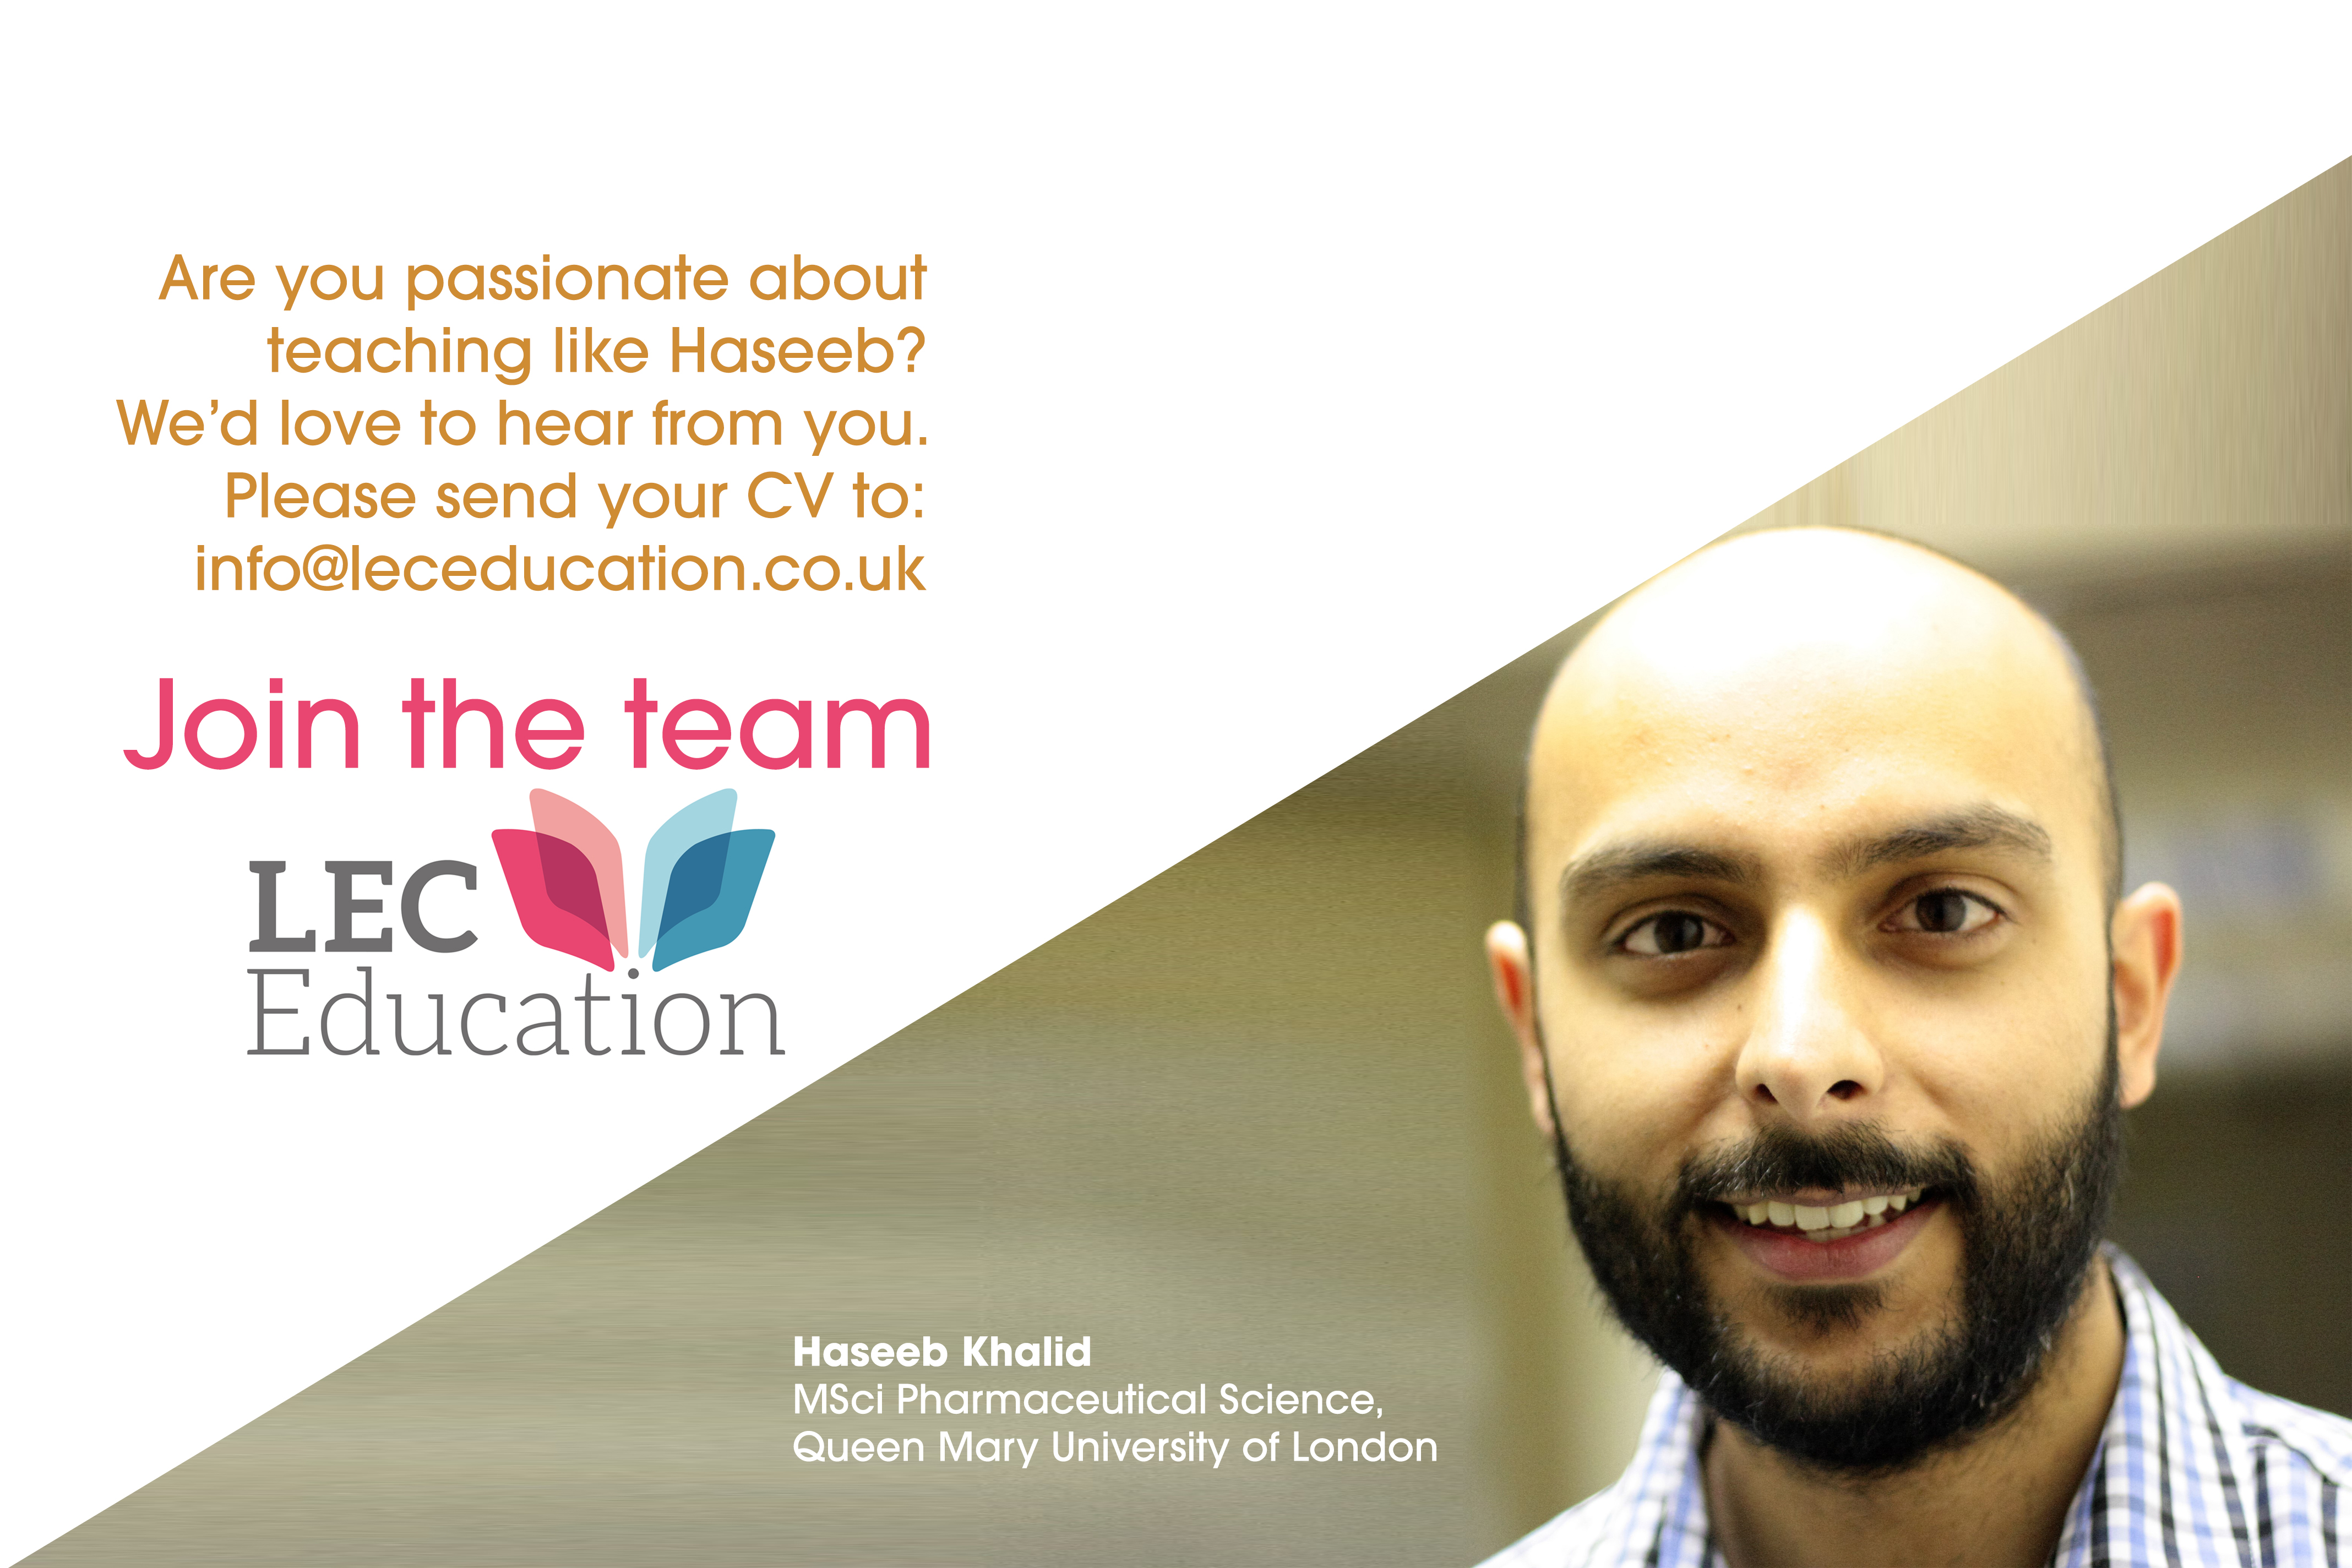 Are you passionate about
teaching like Haseeb?
We’d love to hear from you.
Please send your CV to:
info@leceducation.co.uk
Join the team
LEC
Education
Haseeb Khalid
MSci Pharmaceutical Science,
Queen Mary University of London